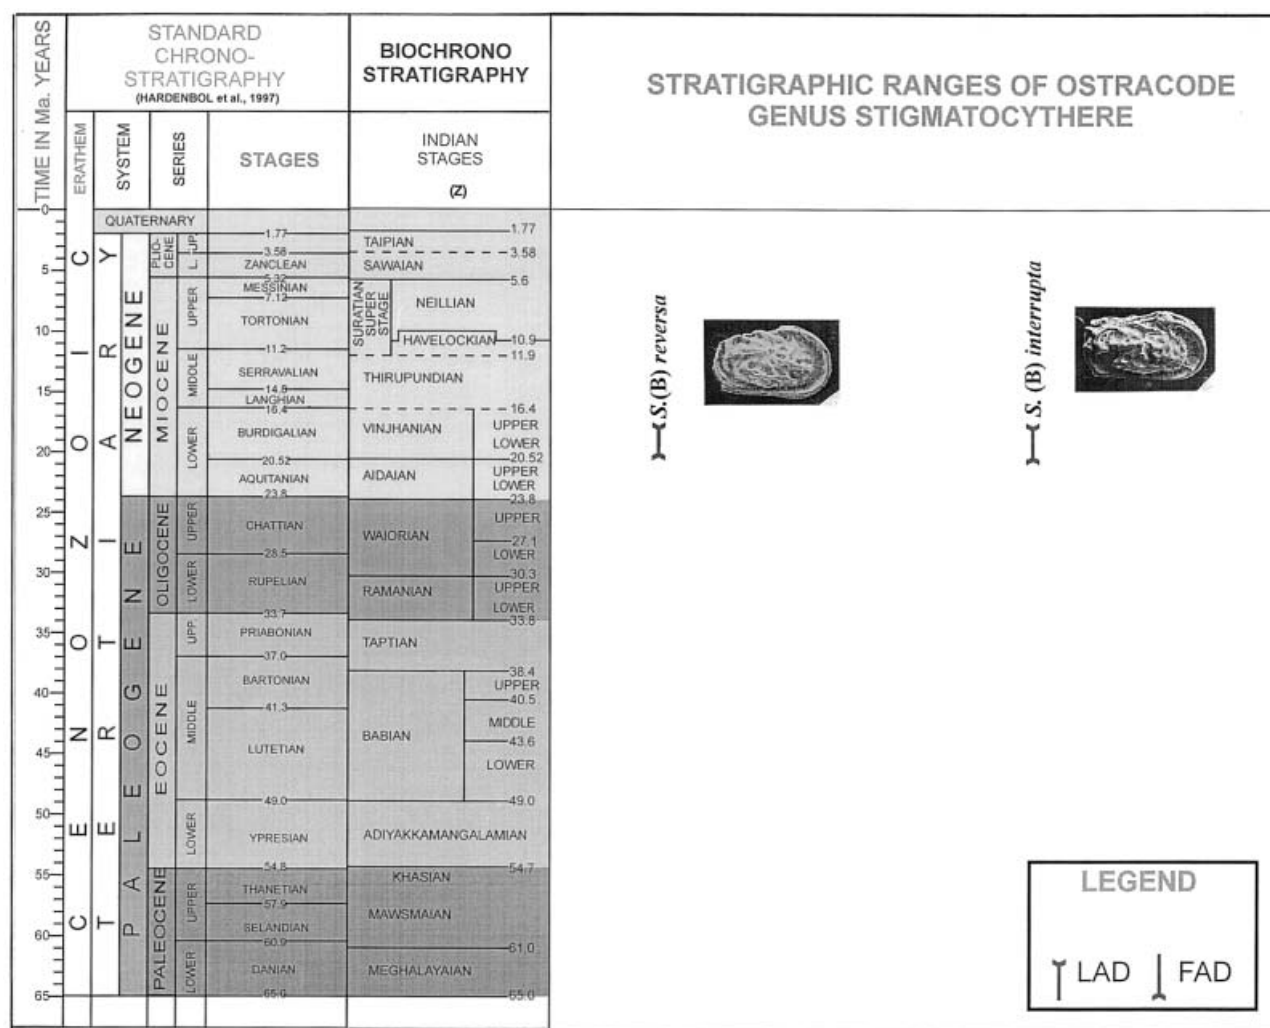 TIME IN Ma. YEARS
STANDARD
CHRONO-
STRATIGRAPHY
(HARDENBOL et al., 1997)
BIOCHRONO
STRATIGRAPHY
STRATIGRAPHIC RANGES OF OSTRACODE
GENUS STIGMATOCYTHERE
ERATHEM
SYSTEM
SERIES
STAGES
INDIAN
STAGES
(Z)
0
5
10
15
20
25
30
35
40
45
50
55
60
65
CENOZOIC
QUATERNARY
TERTIARY
NEOGENE
PALEOGENE
PLIO-
CENE
MIOCENE
OLIGOCENE
EOCENE
PALEOCENE
UP.
L.
UPPER
MIDDLE
LOWER
UPPER
LOWER
UPP.
MIDDLE
LOWER
UPPER
LOWER
1.77
3.58
ZANCLEAN
5.32
MESSINIAN
7.12
TORTONIAN
11.2
SERRAVALIAN
14.8
LANGHIAN
16.4
BURDIGALIAN
20.52
AQUITANIAN
23.8
CHATTIAN
28.5
RUPELIAN
33.7
PRIABONIAN
37.0
BARTONIAN
41.3
LUTETIAN
49.0
YPRESIAN
54.8
THANETIAN
57.9
SELANDIAN
60.9
DANIAN
65.0
1.77
TAIPIAN
3.58
SAWAIAN
5.6
SURATIAN
SUPER
STAGE
NEILLIAN
HAVELOCKIAN
10.9
11.9
THIRUPUNDIAN
16.4
VINJHANIAN
UPPER
LOWER
20.52
AIDAIAN
UPPER
LOWER
23.8
WAIORIAN
UPPER
27.1
LOWER
30.3
RAMANIAN
UPPER
LOWER
33.8
TAPTIAN
38.4
BABIAN
UPPER
40.5
MIDDLE
43.6
LOWER
49.0
ADIYAKKAMANGALAMIAN
54.7
KHASIAN
MAWSMAIAN
61.0
MEGHALAYAIAN
65.0
S.(B) reversa
S. (B) interrupta
LEGEND
LAD
FAD